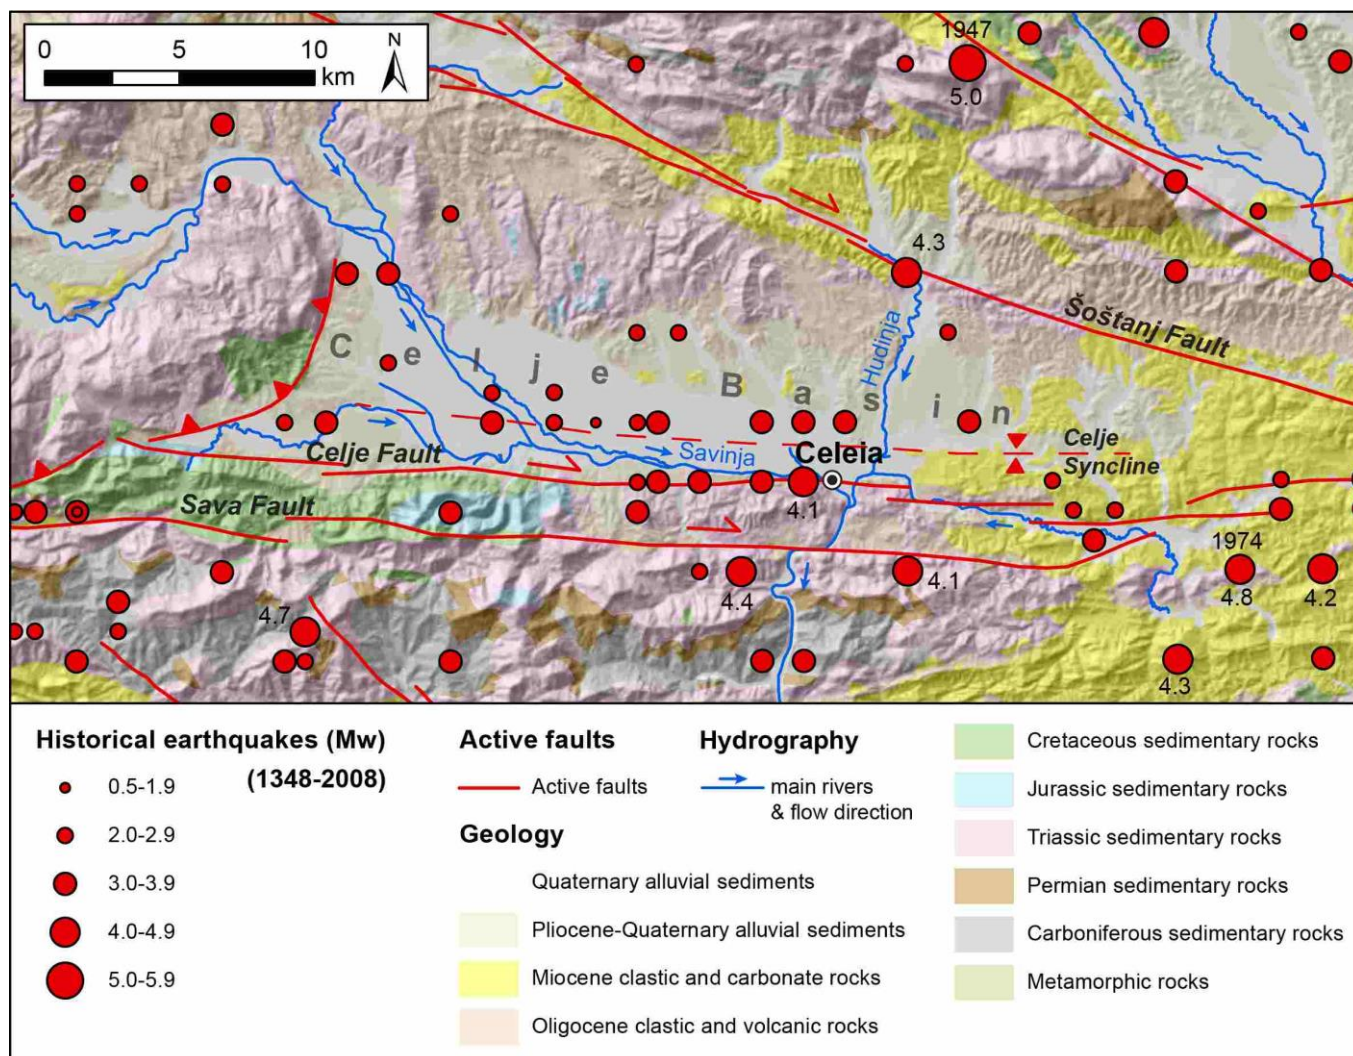 0 5 10
km
N
1947
5.0
4.3
Šoštanj Fault
Hudinja
Celje Basin
Savinja
Celeia
Celje
Syncline
Celje Fault
Sava Fault
4.1
1974
4.7
4.4
4.1
4.8
4.2
4.3
Historical earthquakes (Mw)
(1348-2008)
0.5-1.9
2.0-2.9
3.0-3.9
4.0-4.9
5.0-5.9
Active faults
Active faults
Geology
Quaternary alluvial sediments
Pliocene-Quaternary alluvial sediments
Miocene clastic and carbonate rocks
Oligocene clastic and volcanic rocks
Hydrography
main rivers
& flow direction
Cretaceous sedimentary rocks
Jurassic sedimentary rocks
Triassic sedimentary rocks
Permian sedimentary rocks
Carboniferous sedimentary rocks
Metamorphic rocks